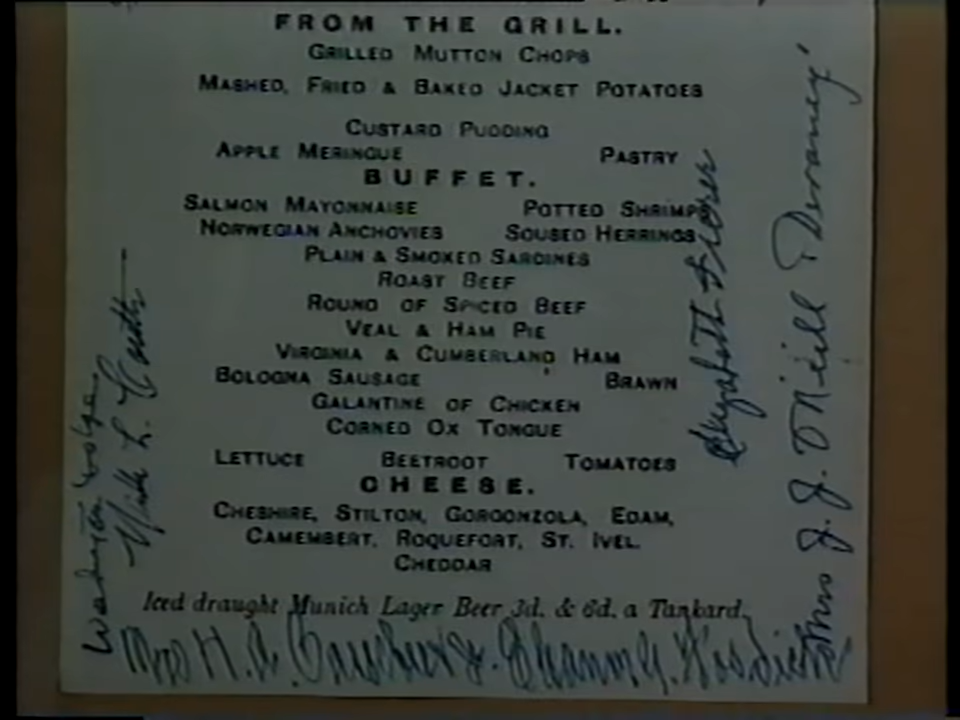 FROM THE GRILL.
GRILLED MUTTON CHOPS
MASHED, FRIED & BAKED JACKET POTATOES
CUSTARD PUDDING
APPLE MERINGUE PASTRY
BUFFET.
SALMON MAYONNAISE POTTED SHRIMPS
NORWEGIAN ANCHOVIES SOUSED HERRINGS
PLAIN & SMOKED SARDINES
ROAST BEEF
ROUND OF SPICED BEEF
VEAL & HAM PIE
VIRGINIA & CUMBERLAND HAM
BOLOGNA SAUSAGE BRAWN
GALANTINE OF CHICKEN
CORNED OX TONGUE
LETTUCE BEETROOT TOMATOES
CHEESE.
CHESHIRE, STILTON, GORGONZOLA, EDAM,
CAMEMBERT, ROQUEFORT, ST. IVEL.
CHEDDAR
Iced draught Munich Lager Beer 3d. & 6d. a Tankard.
Mrs H. A.
Elizabeth
J. J. O'Neill